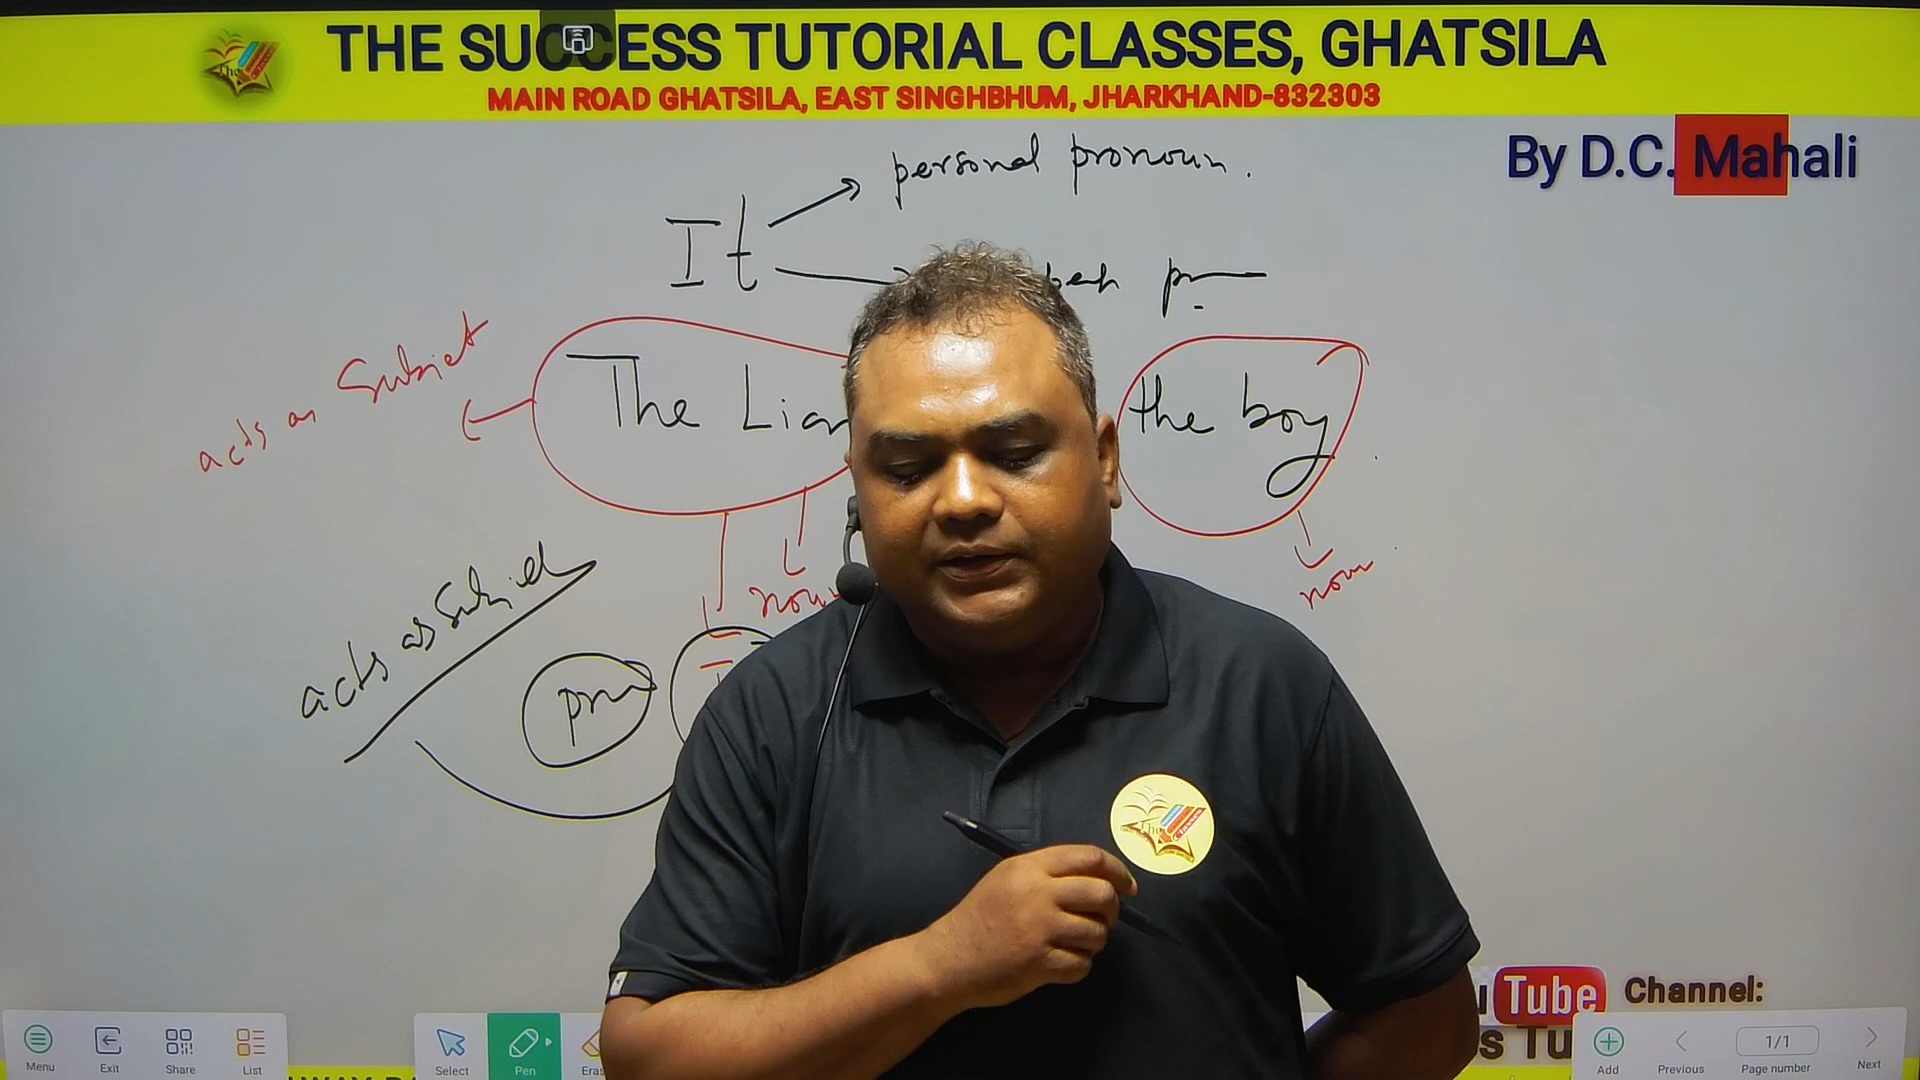 THE SUCCESS TUTORIAL CLASSES, GHATSILA
MAIN ROAD GHATSILA, EAST SINGHBHUM, JHARKHAND-832303
By D.C. Mahali
personal pronoun.
It
The Lion
the boy
acts as Subject
noun
noun
acts as Subject
The
Tube Channel:
Menu Exit Share List Select Pen Eras Add Previous 1/1 Page number Next